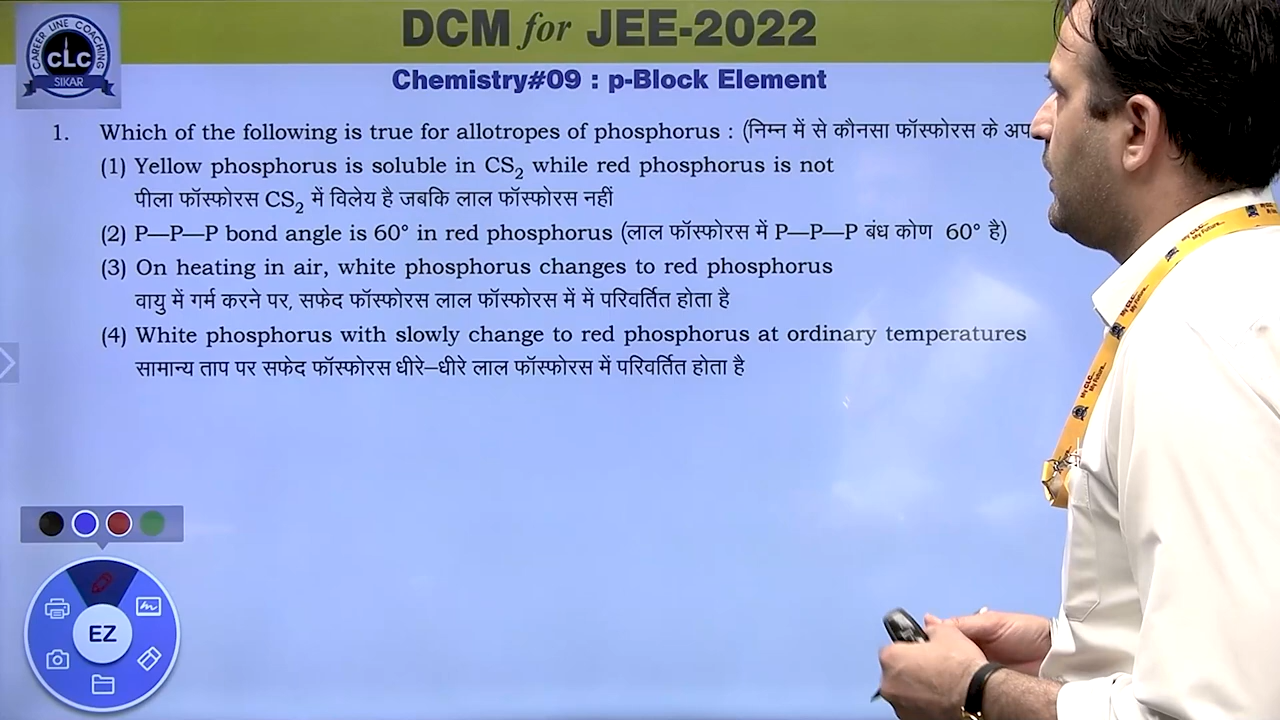 DCM for JEE-2022
CAREER LINE COACHING
CLC
SIKAR
Chemistry#09 : p-Block Element
1. Which of the following is true for allotropes of phosphorus : (निम्न में से कौनसा फॉस्फोरस के अप
(1) Yellow phosphorus is soluble in CS₂ while red phosphorus is not
पीला फॉस्फोरस CS₂ में विलेय है जबकि लाल फॉस्फोरस नहीं
(2) P—P—P bond angle is 60° in red phosphorus (लाल फॉस्फोरस में P—P—P बंध कोण 60° है)
(3) On heating in air, white phosphorus changes to red phosphorus
वायु में गर्म करने पर, सफेद फॉस्फोरस लाल फॉस्फोरस में में परिवर्तित होता है
(4) White phosphorus with slowly change to red phosphorus at ordinary temperatures
सामान्य ताप पर सफेद फॉस्फोरस धीरे–धीरे लाल फॉस्फोरस में परिवर्तित होता है
My CLC...
My Future...
EZ